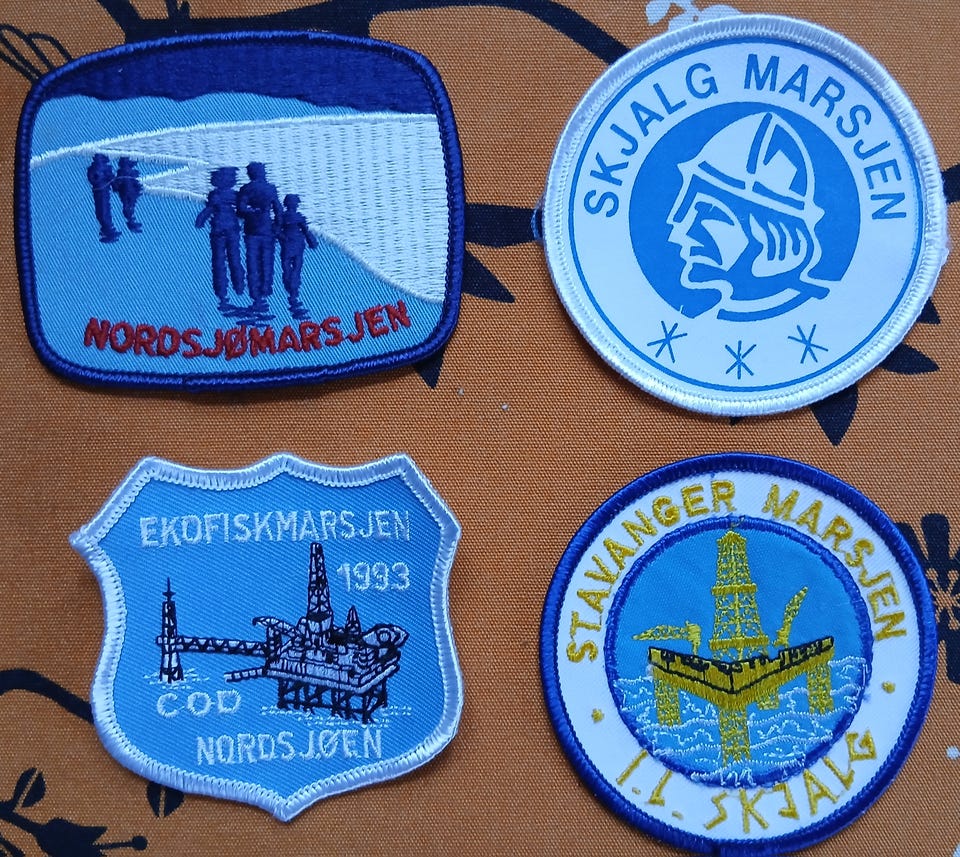 NORDSJØMARSJEN
SKJALG MARSJEN
EKOFISKMARSJEN
1993
COD
NORDSJØEN
STAVANGER MARSJEN
I.L. SKJALG